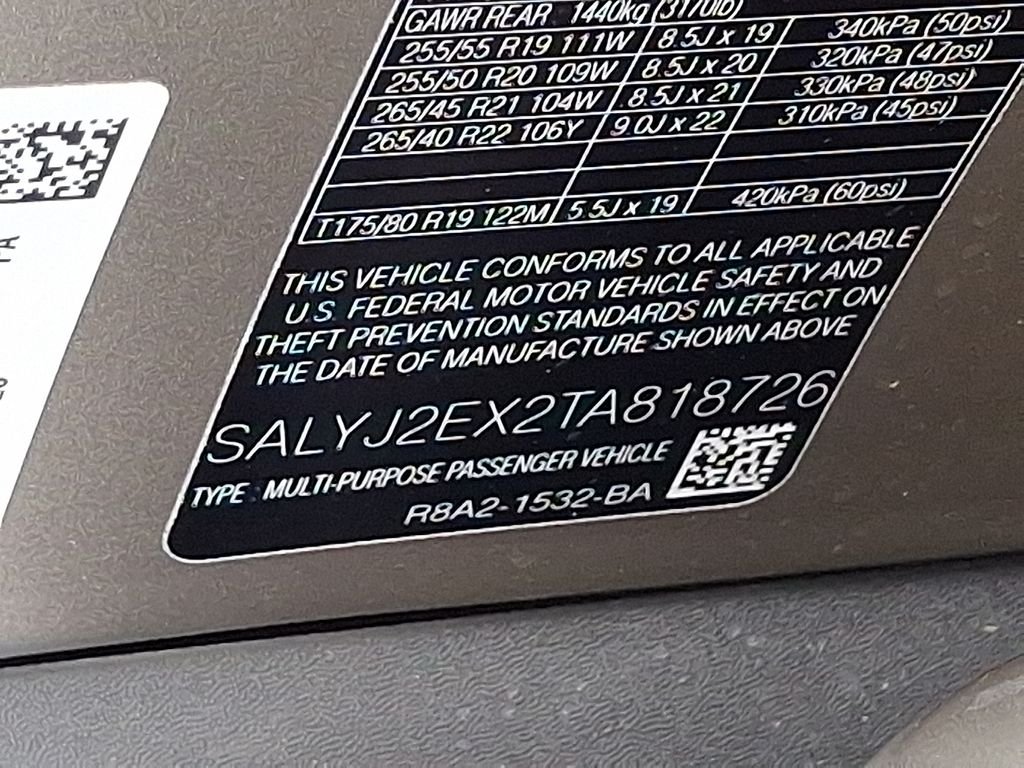 GAWR REAR 1440kg (3170lb)
255/55 R19 111W 8.5J x 19 340kPa (50psi)
255/50 R20 109W 8.5J x 20 320kPa (47psi)
265/45 R21 104W 8.5J x 21 330kPa (48psi)
265/40 R22 106Y 9.0J x 22 310kPa (45psi)
T175/80 R19 122M 5.5J x 19 420kPa (60psi)
THIS VEHICLE CONFORMS TO ALL APPLICABLE
U.S. FEDERAL MOTOR VEHICLE SAFETY AND
THEFT PREVENTION STANDARDS IN EFFECT ON
THE DATE OF MANUFACTURE SHOWN ABOVE
SALYJ2EX2TA818726
TYPE : MULTI-PURPOSE PASSENGER VEHICLE
R8A2-1532-BA